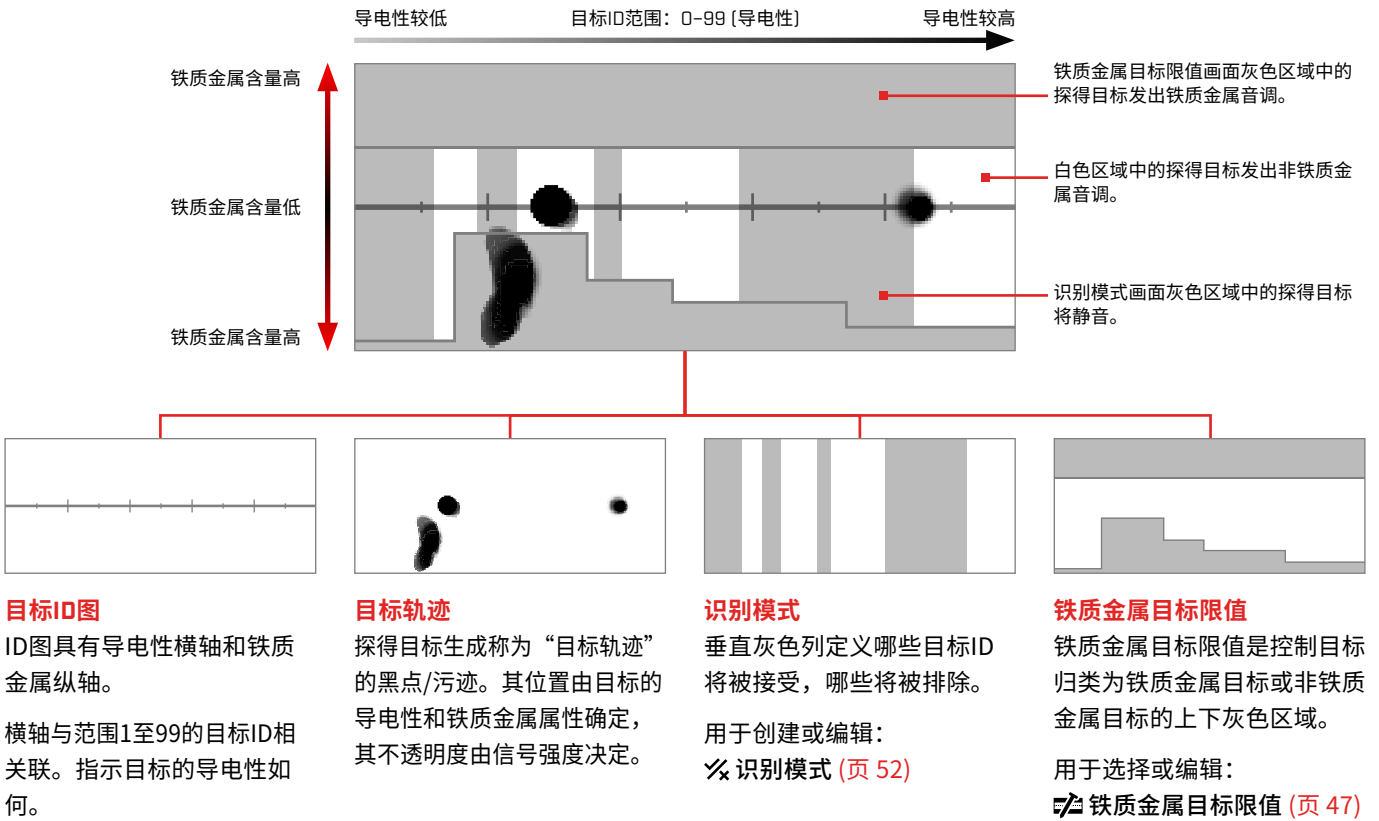 导电性较低
目标ID范围：0-99 (导电性)
导电性较高
铁质金属含量高
铁质金属含量低
铁质金属含量高
铁质金属目标限值画面灰色区域中的
探得目标发出铁质金属音调。
白色区域中的探得目标发出非铁质金
属音调。
识别模式画面灰色区域中的探得目标
将静音。
目标ID图
ID图具有导电性横轴和铁质
金属纵轴。
横轴与范围1至99的目标ID相
关联。指示目标的导电性如
何。
目标轨迹
探得目标生成称为“目标轨迹”
的黑点/污迹。其位置由目标的
导电性和铁质金属属性确定，
其不透明度由信号强度决定。
识别模式
垂直灰色列定义哪些目标ID
将被接受，哪些将被排除。
用于创建或编辑：
识别模式 (页 52)
铁质金属目标限值
铁质金属目标限值是控制目标
归类为铁质金属目标或非铁质
金属目标的上下灰色区域。
用于选择或编辑：
铁质金属目标限值 (页 47)